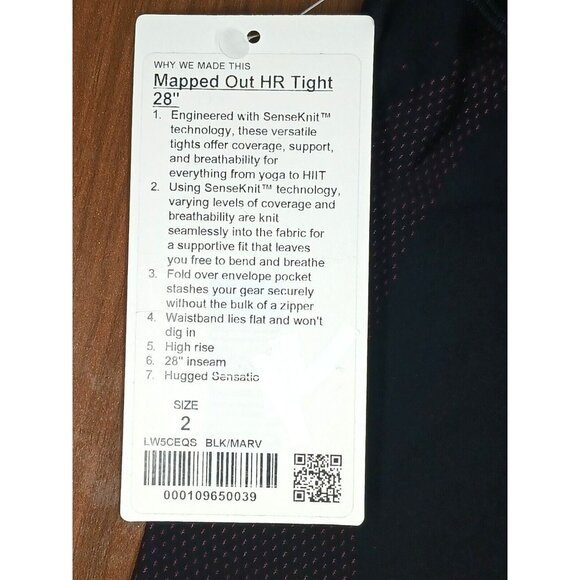 WHY WE MADE THIS
Mapped Out HR Tight
28"
1. Engineered with SenseKnit™
technology, these versatile
tights offer coverage, support,
and breathability for
everything from yoga to HIIT
2. Using SenseKnit™ technology,
varying levels of coverage and
breathability are knit
seamlessly into the fabric for
a supportive fit that leaves
you free to bend and breathe
3. Fold over envelope pocket
stashes your gear securely
without the bulk of a zipper
4. Waistband lies flat and won't
dig in
5. High rise
6. 28" inseam
7. Hugged Sensatic
SIZE
2
LW5CEQS BLK/MARV
000109650039